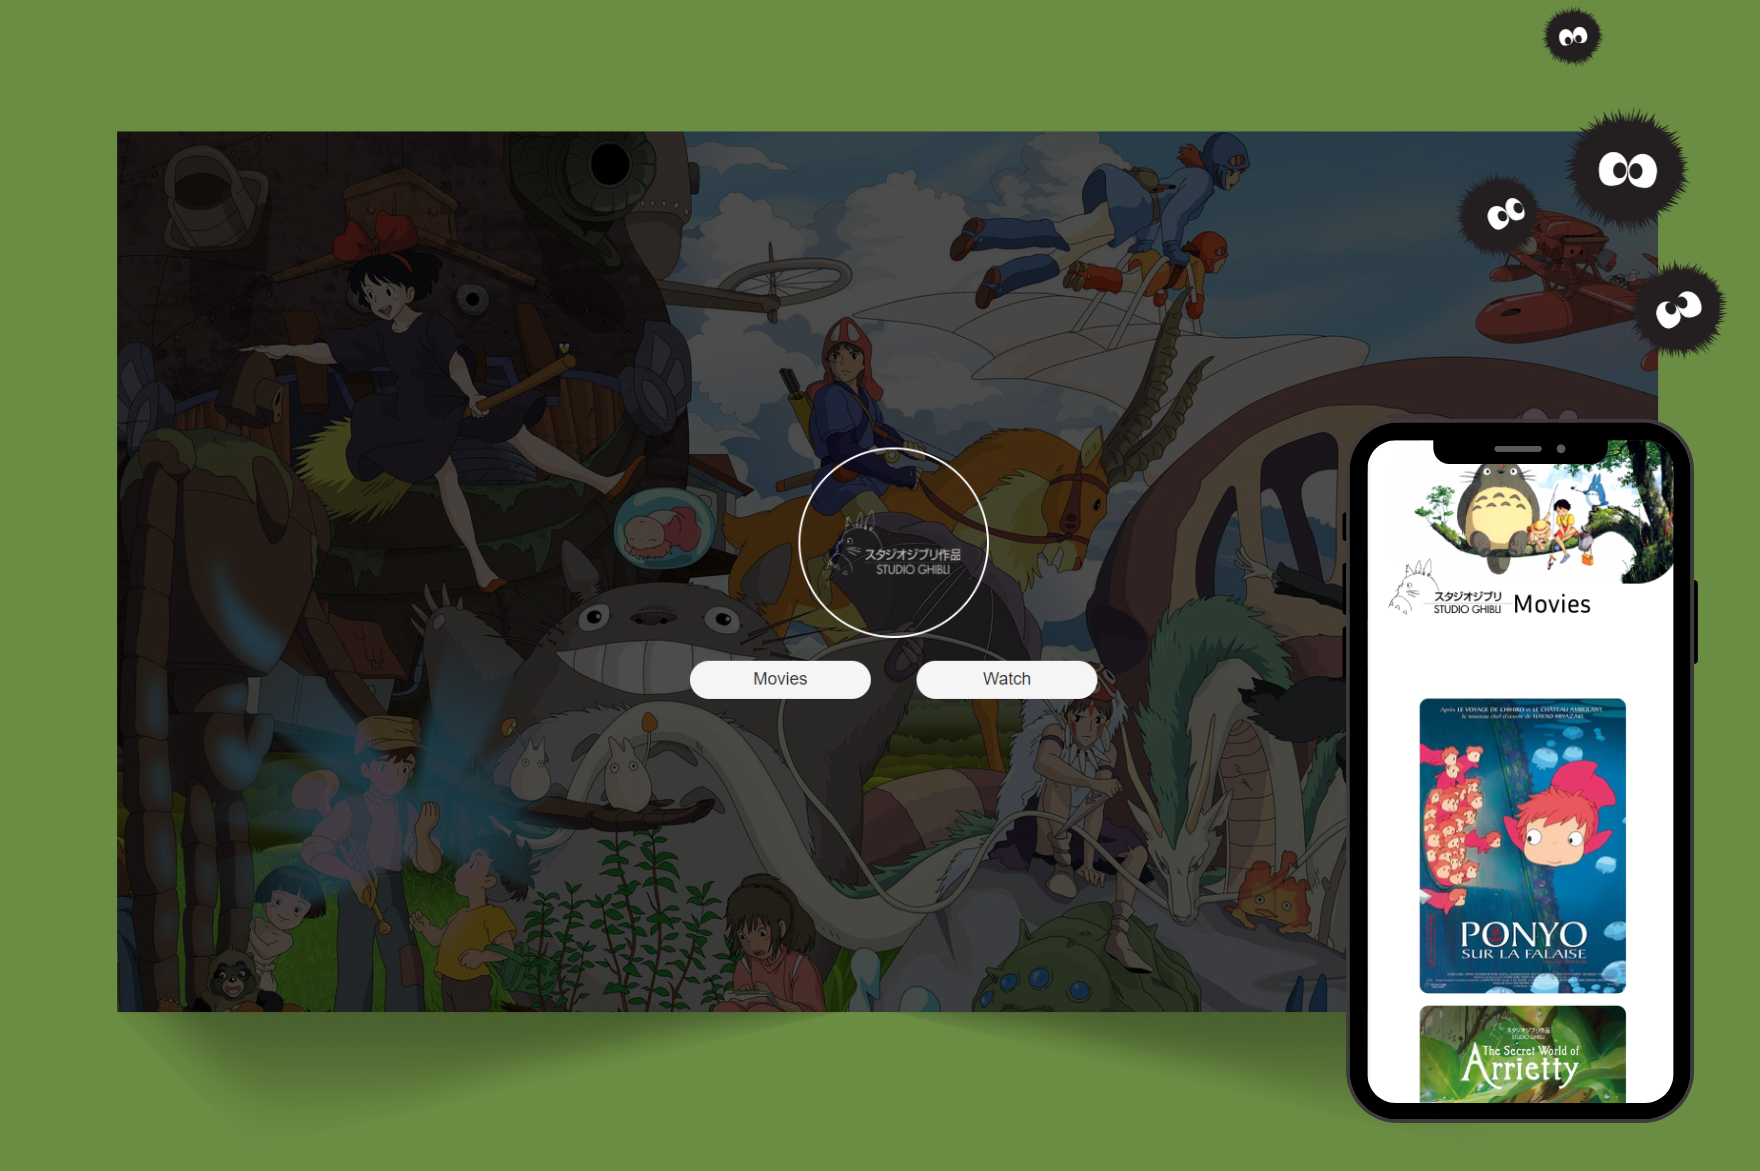 スタジオジブリ作品
STUDIO GHIBLI
Movies
Watch
スタジオジブリ
STUDIO GHIBLI
Movies
Après LE VOYAGE DE CHIHIRO et LE CHÂTEAU AMBULANT,
le nouveau chef-d'œuvre de HAYAO MIYAZAKI.
PONYO
SUR LA FALAISE
スタジオジブリ作品
STUDIO GHIBLI
The Secret World of
Arrietty